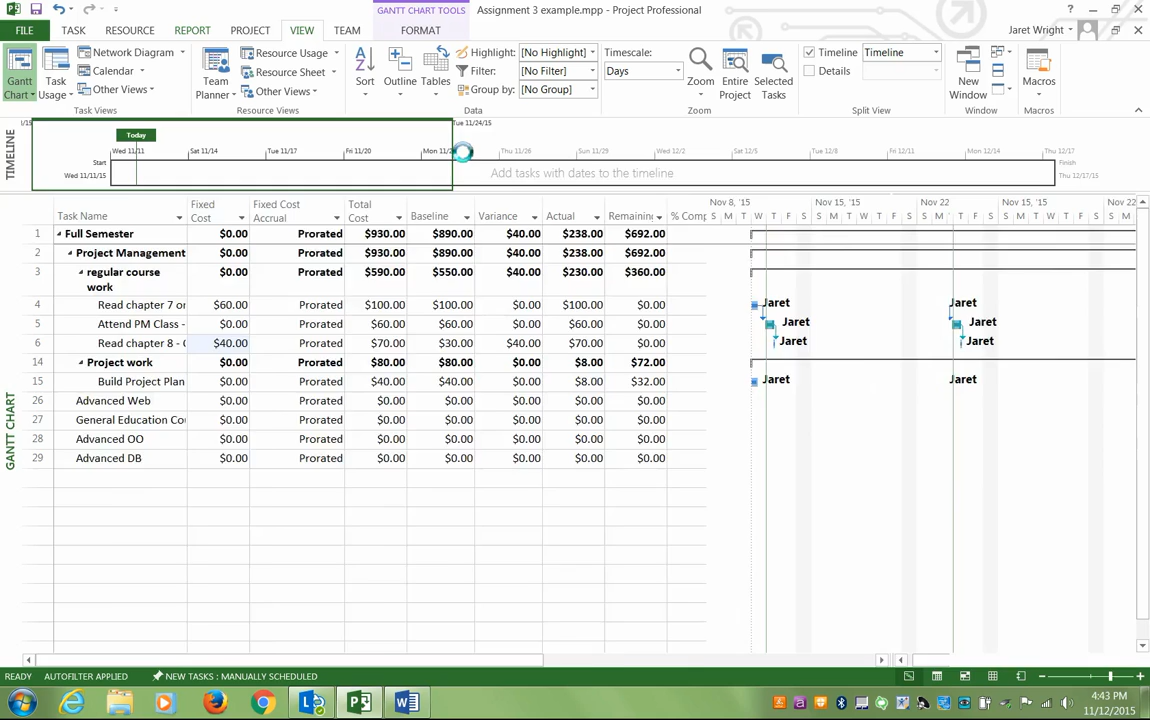 GANTT CHART TOOLS
Assignment 3 example.mpp - Project Professional
FILE TASK RESOURCE REPORT PROJECT VIEW TEAM FORMAT
Jaret Wright
Gantt Chart
Task Usage
Network Diagram
Calendar
Other Views
Task Views
Team Planner
Resource Usage
Resource Sheet
Other Views
Resource Views
Sort
Outline
Tables
Highlight: [No Highlight]
Filter: [No Filter]
Group by: [No Group]
Data
Timescale:
Days
Zoom
Entire Project
Selected Tasks
Zoom
Timeline Timeline
Details
Split View
New Window
Window
Macros
Macros
TIMELINE
Tue 11/24/15
Today
Wed 11/11 Sat 11/14 Tue 11/17 Fri 11/20 Mon 11/2 Thu 11/26 Sun 11/29 Wed 12/2 Sat 12/5 Tue 12/8 Fri 12/11 Mon 12/14 Thu 12/17
Start
Wed 11/11/15
Add tasks with dates to the timeline
Finish
Thu 12/17/15
GANTT CHART
Task Name Fixed Cost Fixed Cost Accrual Total Cost Baseline Variance Actual Remaining % Comp
Nov 8, '15 Nov 15, '15 Nov 22 Nov 15, '15 Nov 22
S M T W T F S S M T W T F S S M T F S S M T W T F S S M
1 Full Semester $0.00 Prorated $930.00 $890.00 $40.00 $238.00 $692.00
2 Project Management $0.00 Prorated $930.00 $890.00 $40.00 $238.00 $692.00
3 regular course work $0.00 Prorated $590.00 $550.00 $40.00 $230.00 $360.00
4 Read chapter 7 or $60.00 Prorated $100.00 $100.00 $0.00 $100.00 $0.00 Jaret Jaret
5 Attend PM Class - $0.00 Prorated $60.00 $60.00 $0.00 $60.00 $0.00 Jaret Jaret
6 Read chapter 8 - C $40.00 Prorated $70.00 $30.00 $40.00 $70.00 $0.00 Jaret Jaret
14 Project work $0.00 Prorated $80.00 $80.00 $0.00 $8.00 $72.00
15 Build Project Plan $0.00 Prorated $40.00 $40.00 $0.00 $8.00 $32.00 Jaret Jaret
26 Advanced Web $0.00 Prorated $0.00 $0.00 $0.00 $0.00 $0.00
27 General Education Co $0.00 Prorated $0.00 $0.00 $0.00 $0.00 $0.00
28 Advanced OO $0.00 Prorated $0.00 $0.00 $0.00 $0.00 $0.00
29 Advanced DB $0.00 Prorated $0.00 $0.00 $0.00 $0.00 $0.00
READY AUTOFILTER APPLIED NEW TASKS : MANUALLY SCHEDULED
4:43 PM
11/12/2015